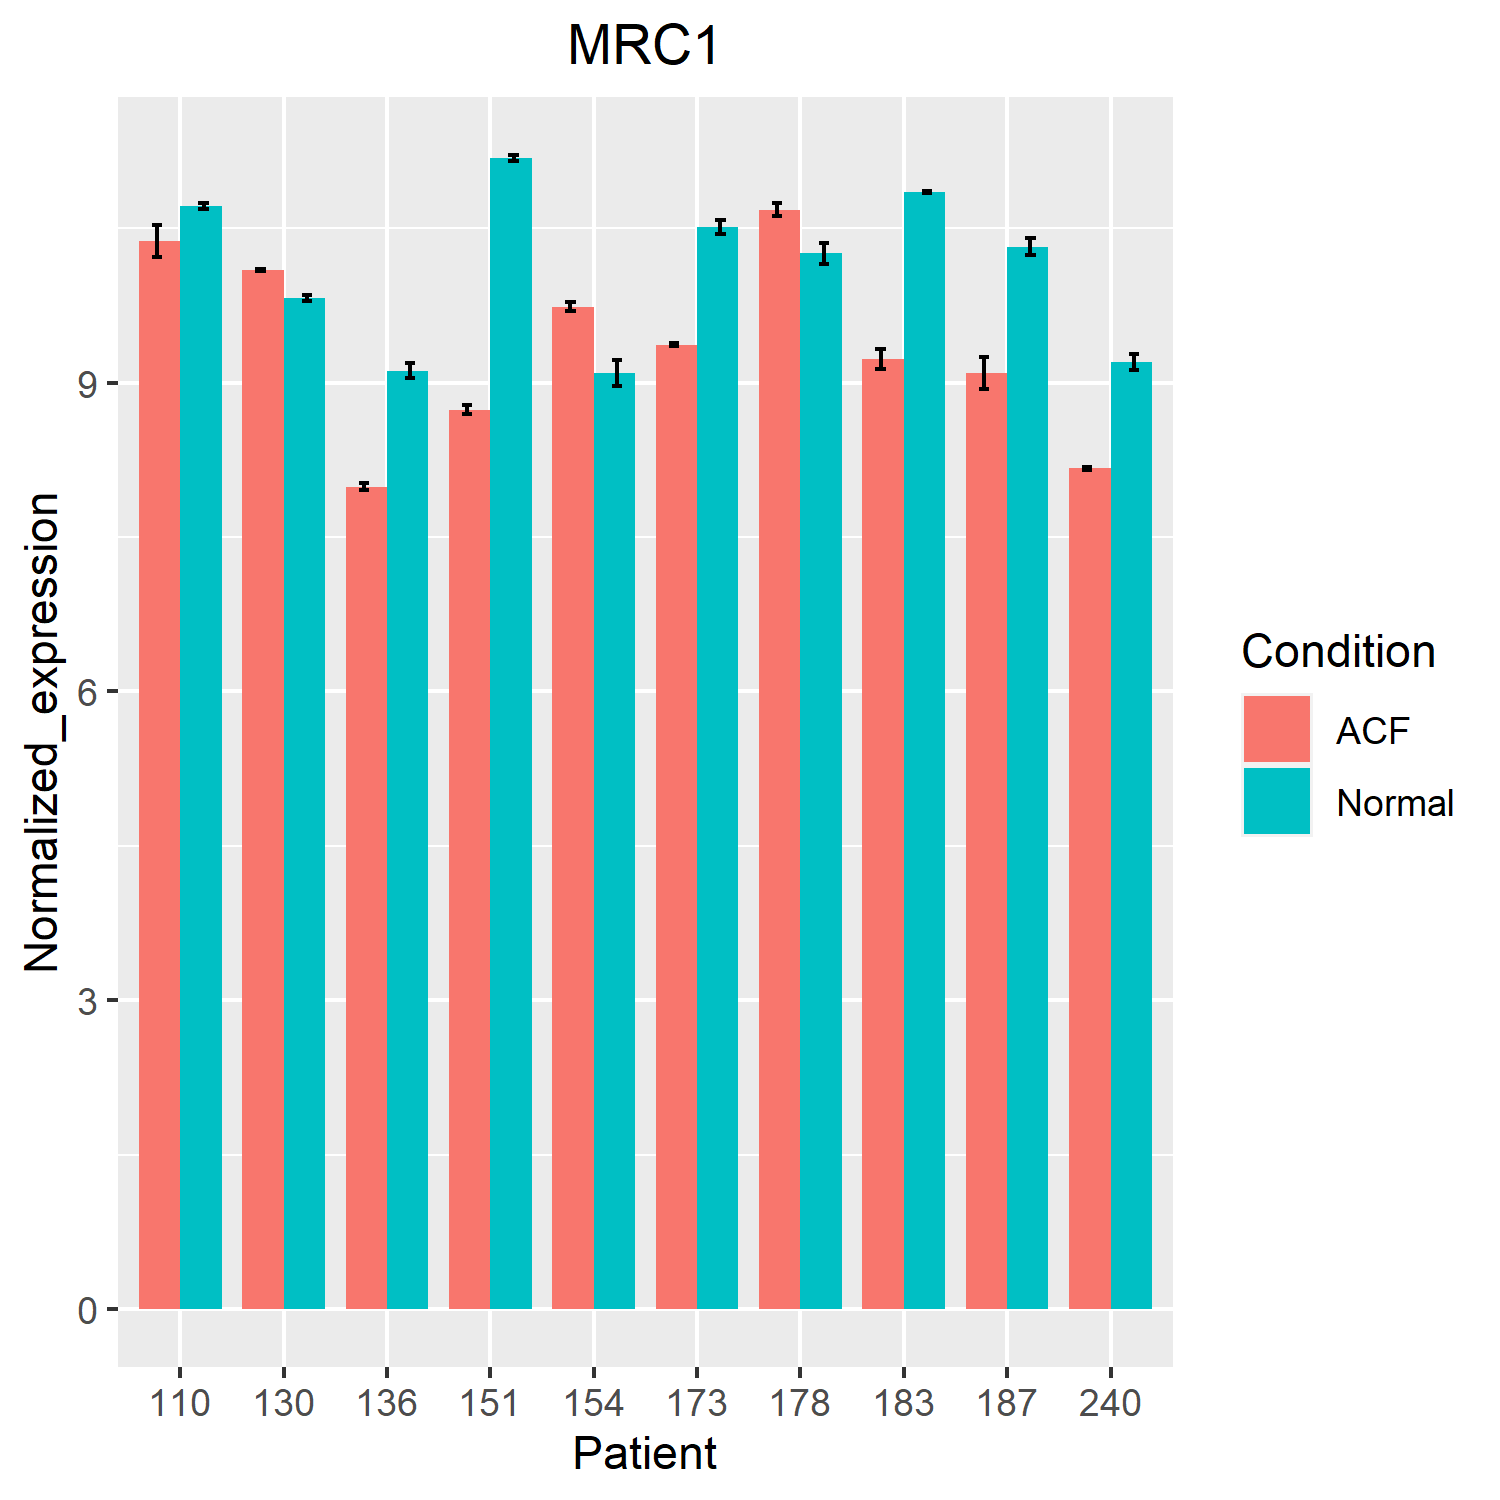 MRC1
Normalized_expression
9
6
3
0
110 130 136 151 154 173 178 183 187 240
Patient
Condition
ACF
Normal